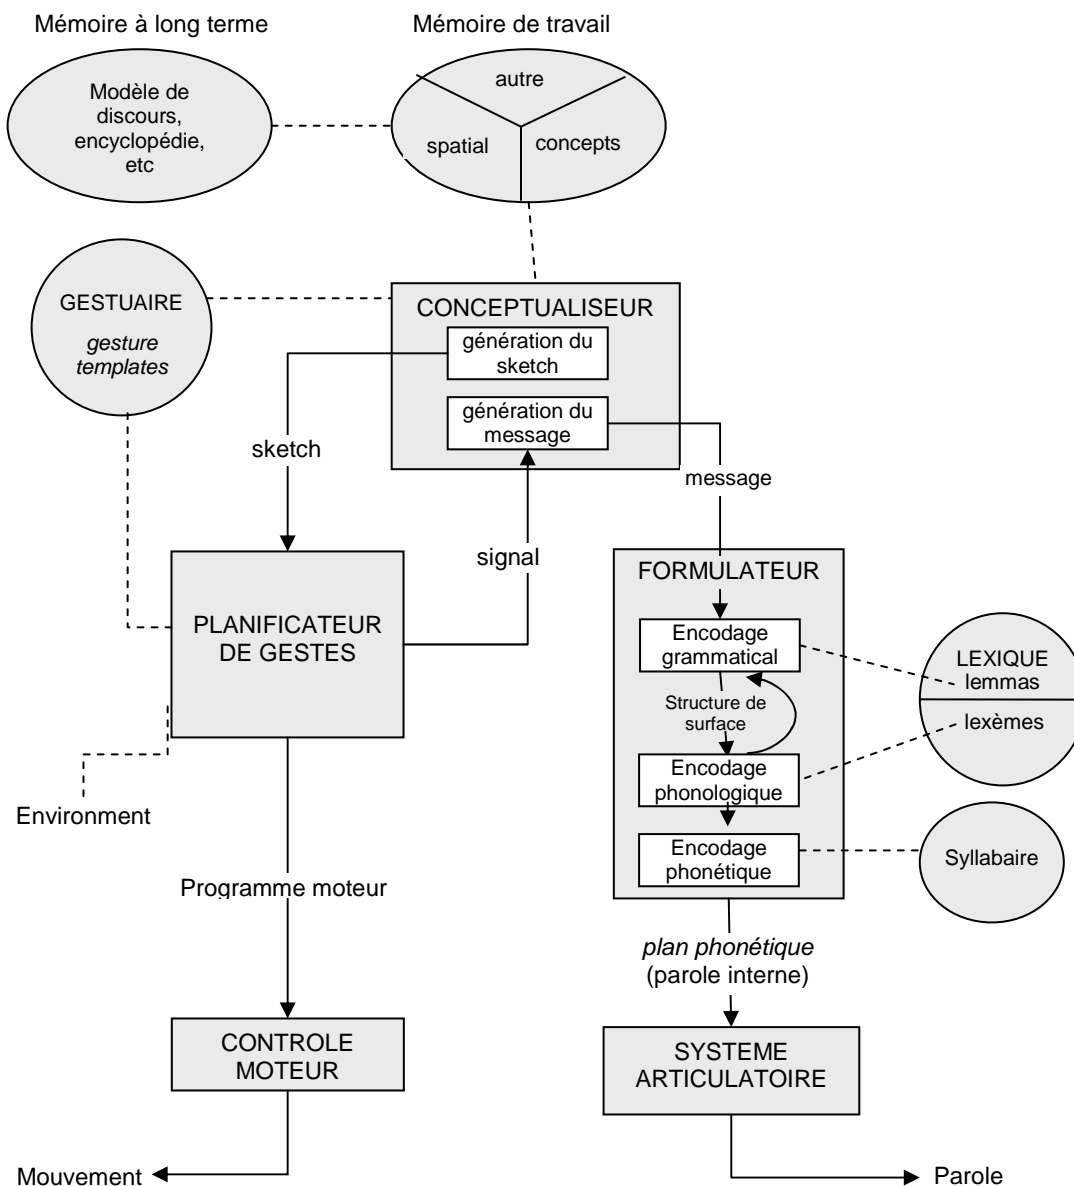 Mémoire à long terme
Mémoire de travail
Modèle de
discours,
encyclopédie,
etc
autre
spatial
concepts
GESTUAIRE
gesture
templates
CONCEPTUALISEUR
génération du
sketch
génération du
message
sketch
message
signal
PLANIFICATEUR
DE GESTES
FORMULATEUR
Encodage
grammatical
Structure de
surface
Encodage
phonologique
Encodage
phonétique
LEXIQUE
lemmas
lexèmes
Syllabaire
Environment
Programme moteur
plan phonétique
(parole interne)
CONTROLE
MOTEUR
SYSTEME
ARTICULATOIRE
Mouvement
Parole